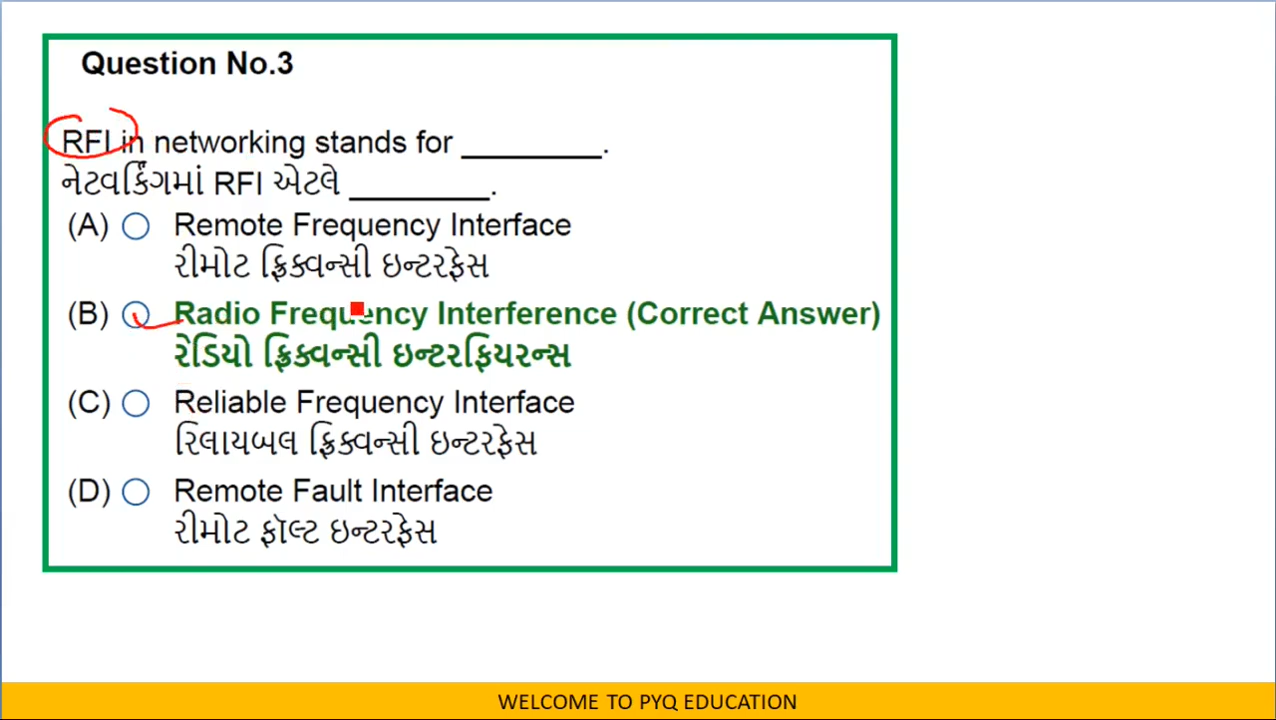 Question No.3
RFI in networking stands for ________.
નેટવર્કિંગમાં RFI એટલે ________.
(A) Remote Frequency Interface
રીમોટ ફ્રિક્વન્સી ઇન્ટરફેસ
(B) Radio Frequency Interference (Correct Answer)
રેડિયો ફ્રિક્વન્સી ઇન્ટરફિયરન્સ
(C) Reliable Frequency Interface
રિલાયબલ ફ્રિક્વન્સી ઇન્ટરફેસ
(D) Remote Fault Interface
રીમોટ ફૉલ્ટ ઇન્ટરફેસ
WELCOME TO PYQ EDUCATION